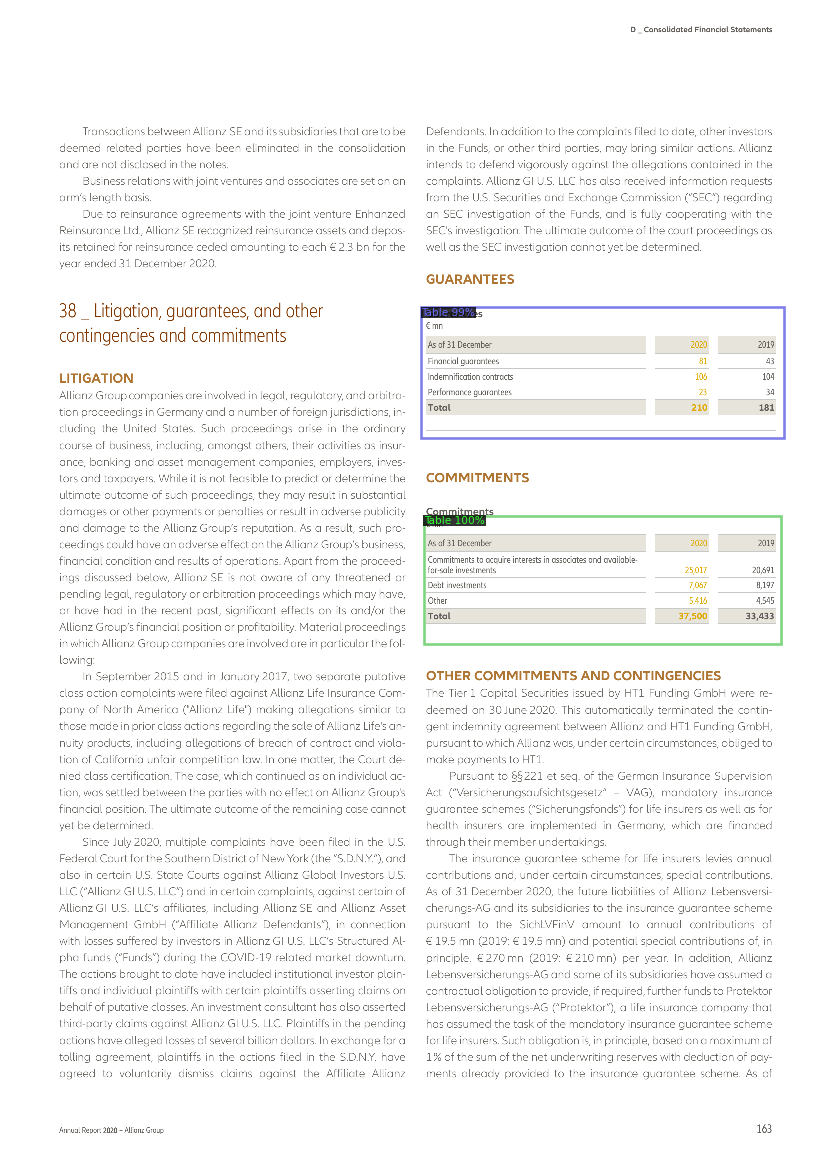 D _ Consolidated Financial Statements
Transactions between Allianz SE and its subsidiaries that are to be
deemed related parties have been eliminated in the consolidation
and are not disclosed in the notes.
Business relations with joint ventures and associates are set on an
arm's length basis.
Due to reinsurance agreements with the joint venture Enhanzed
Reinsurance Ltd., Allianz SE recognized reinsurance assets and depos-
its retained for reinsurance ceded amounting to each € 2.3 bn for the
year ended 31 December 2020.
38 _ Litigation, guarantees, and other
contingencies and commitments
LITIGATION
Allianz Group companies are involved in legal, regulatory, and arbitra-
tion proceedings in Germany and a number of foreign jurisdictions, in-
cluding the United States. Such proceedings arise in the ordinary
course of business, including, amongst others, their activities as insur-
ance, banking and asset management companies, employers, inves-
tors and taxpayers. While it is not feasible to predict or determine the
ultimate outcome of such proceedings, they may result in substantial
damages or other payments or penalties or result in adverse publicity
and damage to the Allianz Group's reputation. As a result, such pro-
ceedings could have an adverse effect on the Allianz Group's business,
financial condition and results of operations. Apart from the proceed-
ings discussed below, Allianz SE is not aware of any threatened or
pending legal, regulatory or arbitration proceedings which may have,
or have had in the recent past, significant effects on its and/or the
Allianz Group's financial position or profitability. Material proceedings
in which Allianz Group companies are involved are in particular the fol-
lowing:
In September 2015 and in January 2017, two separate putative
class action complaints were filed against Allianz Life Insurance Com-
pany of North America ("Allianz Life") making allegations similar to
those made in prior class actions regarding the sale of Allianz Life's an-
nuity products, including allegations of breach of contract and viola-
tion of California unfair competition law. In one matter, the Court de-
nied class certification. The case, which continued as an individual ac-
tion, was settled between the parties with no effect on Allianz Group's
financial position. The ultimate outcome of the remaining case cannot
yet be determined.
Since July 2020, multiple complaints have been filed in the U.S.
Federal Court for the Southern District of New York (the "S.D.N.Y."), and
also in certain U.S. State Courts against Allianz Global Investors U.S.
LLC ("Allianz GI U.S. LLC") and in certain complaints, against certain of
Allianz GI U.S. LLC's affiliates, including Allianz SE and Allianz Asset
Management GmbH ("Affiliate Allianz Defendants"), in connection
with losses suffered by investors in Allianz GI U.S. LLC's Structured Al-
pha funds ("Funds") during the COVID-19 related market downturn.
The actions brought to date have included institutional investor plain-
tiffs and individual plaintiffs with certain plaintiffs asserting claims on
behalf of putative classes. An investment consultant has also asserted
third-party claims against Allianz GI U.S. LLC. Plaintiffs in the pending
actions have alleged losses of several billion dollars. In exchange for a
tolling agreement, plaintiffs in the actions filed in the S.D.N.Y. have
agreed to voluntarily dismiss claims against the Affiliate Allianz
Defendants. In addition to the complaints filed to date, other investors
in the Funds, or other third parties, may bring similar actions. Allianz
intends to defend vigorously against the allegations contained in the
complaints. Allianz GI U.S. LLC has also received information requests
from the U.S. Securities and Exchange Commission ("SEC") regarding
an SEC investigation of the Funds, and is fully cooperating with the
SEC's investigation. The ultimate outcome of the court proceedings as
well as the SEC investigation cannot yet be determined.
GUARANTEES
Table 99%
€ mn
As of 31 December 2020 2019
Financial guarantees 81 43
Indemnification contracts 106 104
Performance guarantees 23 34
Total 210 181
COMMITMENTS
Commitments
Table 100%
As of 31 December 2020 2019
Commitments to acquire interests in associates and available-
for-sale investments 25,017 20,691
Debt investments 7,067 8,197
Other 5,416 4,545
Total 37,500 33,433
OTHER COMMITMENTS AND CONTINGENCIES
The Tier 1 Capital Securities issued by HT1 Funding GmbH were re-
deemed on 30 June 2020. This automatically terminated the contin-
gent indemnity agreement between Allianz and HT1 Funding GmbH,
pursuant to which Allianz was, under certain circumstances, obliged to
make payments to HT1.
Pursuant to §§ 221 et seq. of the German Insurance Supervision
Act ("Versicherungsaufsichtsgesetz" – VAG), mandatory insurance
guarantee schemes ("Sicherungsfonds") for life insurers as well as for
health insurers are implemented in Germany, which are financed
through their member undertakings.
The insurance guarantee scheme for life insurers levies annual
contributions and, under certain circumstances, special contributions.
As of 31 December 2020, the future liabilities of Allianz Lebensversi-
cherungs-AG and its subsidiaries to the insurance guarantee scheme
pursuant to the SichLVFinV amount to annual contributions of
€ 19.5 mn (2019: € 19.5 mn) and potential special contributions of, in
principle, € 270 mn (2019: € 210 mn) per year. In addition, Allianz
Lebensversicherungs-AG and some of its subsidiaries have assumed a
contractual obligation to provide, if required, further funds to Protektor
Lebensversicherungs-AG ("Protektor"), a life insurance company that
has assumed the task of the mandatory insurance guarantee scheme
for life insurers. Such obligation is, in principle, based on a maximum of
1 % of the sum of the net underwriting reserves with deduction of pay-
ments already provided to the insurance guarantee scheme. As of
Annual Report 2020 – Allianz Group
163